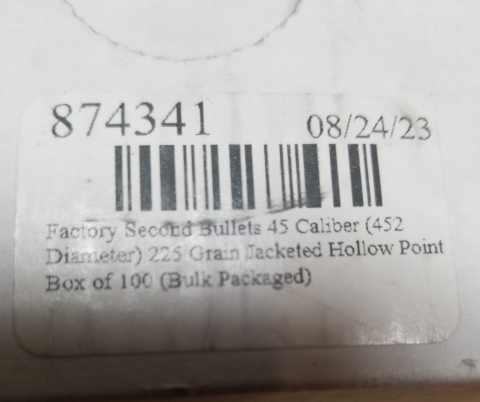 874341 08/24/23
Factory Second Bullets 45 Caliber (452
Diameter) 225 Grain Jacketed Hollow Point
Box of 100 (Bulk Packaged)